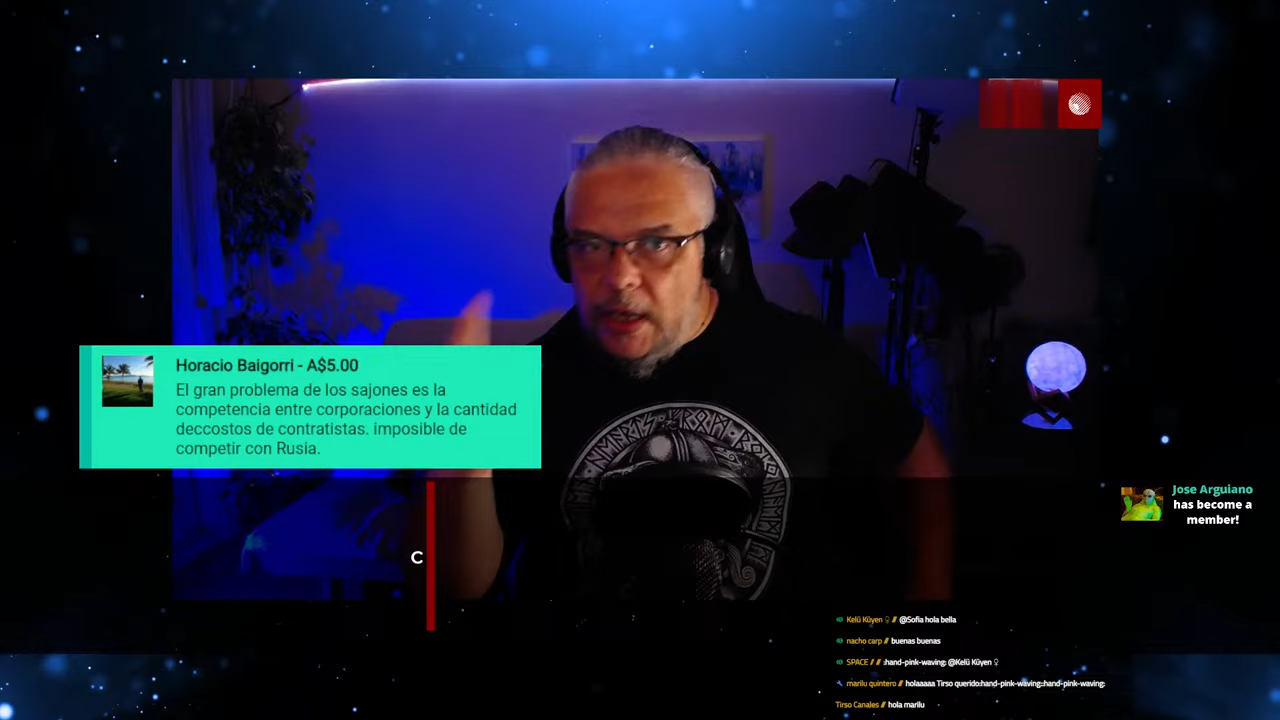 Horacio Baigorri - A$5.00
El gran problema de los sajones es la
competencia entre corporaciones y la cantidad
deccostos de contratistas. imposible de
competir con Rusia.
C
Jose Arguiano
has become a
member!
Kelü Küyen ♀ // @Sofia hola bella
nacho carp // buenas buenas
SPACE // // :hand-pink-waving: @Kelü Küyen ♀
marilu quintero // holaaaaa Tirso querido:hand-pink-waving::hand-pink-waving:
Tirso Canales // hola marilu